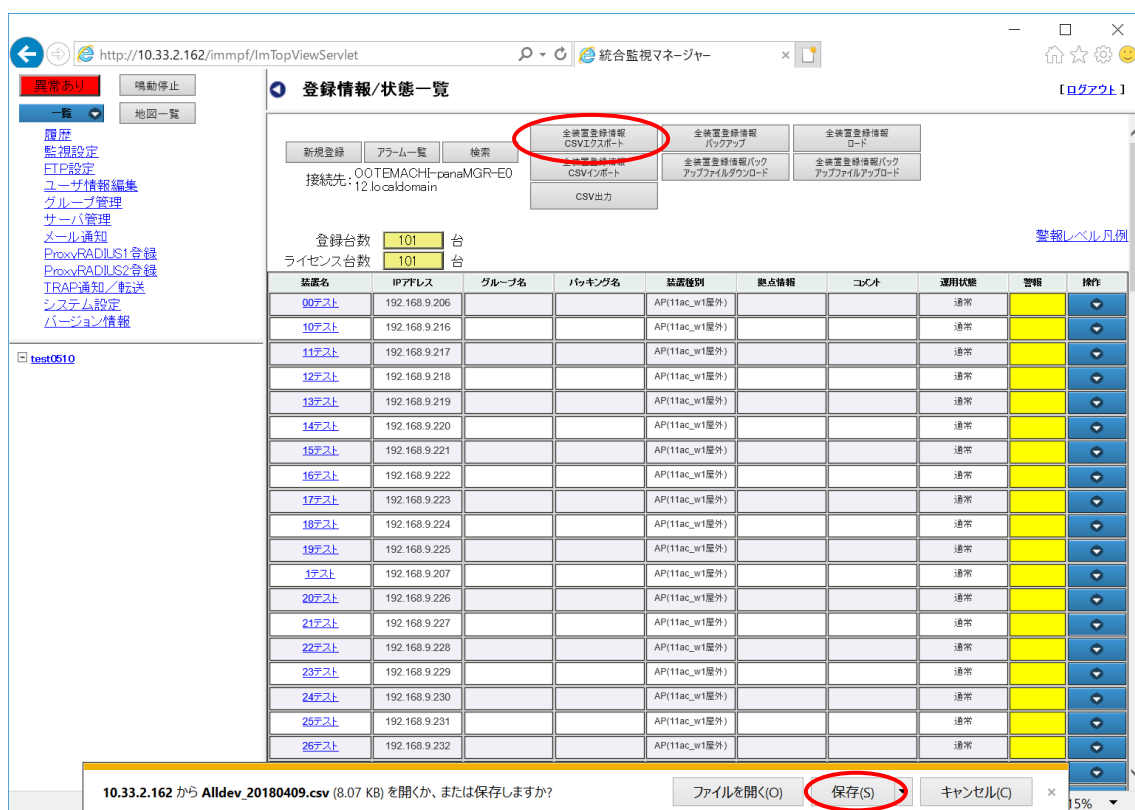 http://10.33.2.162/immpf/ImTopViewServlet
統合監視マネージャー
異常あり 鳴動停止
一覧 地図一覧
履歴
監視設定
FTP設定
ユーザ情報編集
グループ管理
サーバ管理
メール通知
ProxyRADIUS1登録
ProxyRADIUS2登録
TRAP通知/転送
システム設定
バージョン情報
test0510
登録情報/状態一覧
[ログアウト]
新規登録 アラーム一覧 検索
全装置登録情報
CSVエクスポート
全装置登録情報
バックアップ
全装置登録情報
ロード
全装置登録情報
CSVインポート
全装置登録情報バック
アップファイルダウンロード
全装置登録情報バック
アップファイルアップロード
CSV出力
接続先: OOTEMACHI-panaMGR-E0
12.localdomain
登録台数 101 台
ライセンス台数 101 台
警報レベル凡例
装置名 IPアドレス グループ名 パッキング名 装置種別 拠点情報 コメント 運用状態 警報 操作
00テスト 192.168.9.206 AP(11ac_w1屋外) 通常
10テスト 192.168.9.216 AP(11ac_w1屋外) 通常
11テスト 192.168.9.217 AP(11ac_w1屋外) 通常
12テスト 192.168.9.218 AP(11ac_w1屋外) 通常
13テスト 192.168.9.219 AP(11ac_w1屋外) 通常
14テスト 192.168.9.220 AP(11ac_w1屋外) 通常
15テスト 192.168.9.221 AP(11ac_w1屋外) 通常
16テスト 192.168.9.222 AP(11ac_w1屋外) 通常
17テスト 192.168.9.223 AP(11ac_w1屋外) 通常
18テスト 192.168.9.224 AP(11ac_w1屋外) 通常
19テスト 192.168.9.225 AP(11ac_w1屋外) 通常
1テスト 192.168.9.207 AP(11ac_w1屋外) 通常
20テスト 192.168.9.226 AP(11ac_w1屋外) 通常
21テスト 192.168.9.227 AP(11ac_w1屋外) 通常
22テスト 192.168.9.228 AP(11ac_w1屋外) 通常
23テスト 192.168.9.229 AP(11ac_w1屋外) 通常
24テスト 192.168.9.230 AP(11ac_w1屋外) 通常
25テスト 192.168.9.231 AP(11ac_w1屋外) 通常
26テスト 192.168.9.232 AP(11ac_w1屋外) 通常
10.33.2.162 から Alldev_20180409.csv (8.07 KB) を開くか、または保存しますか?
ファイルを開く(O) 保存(S) キャンセル(C)
15%